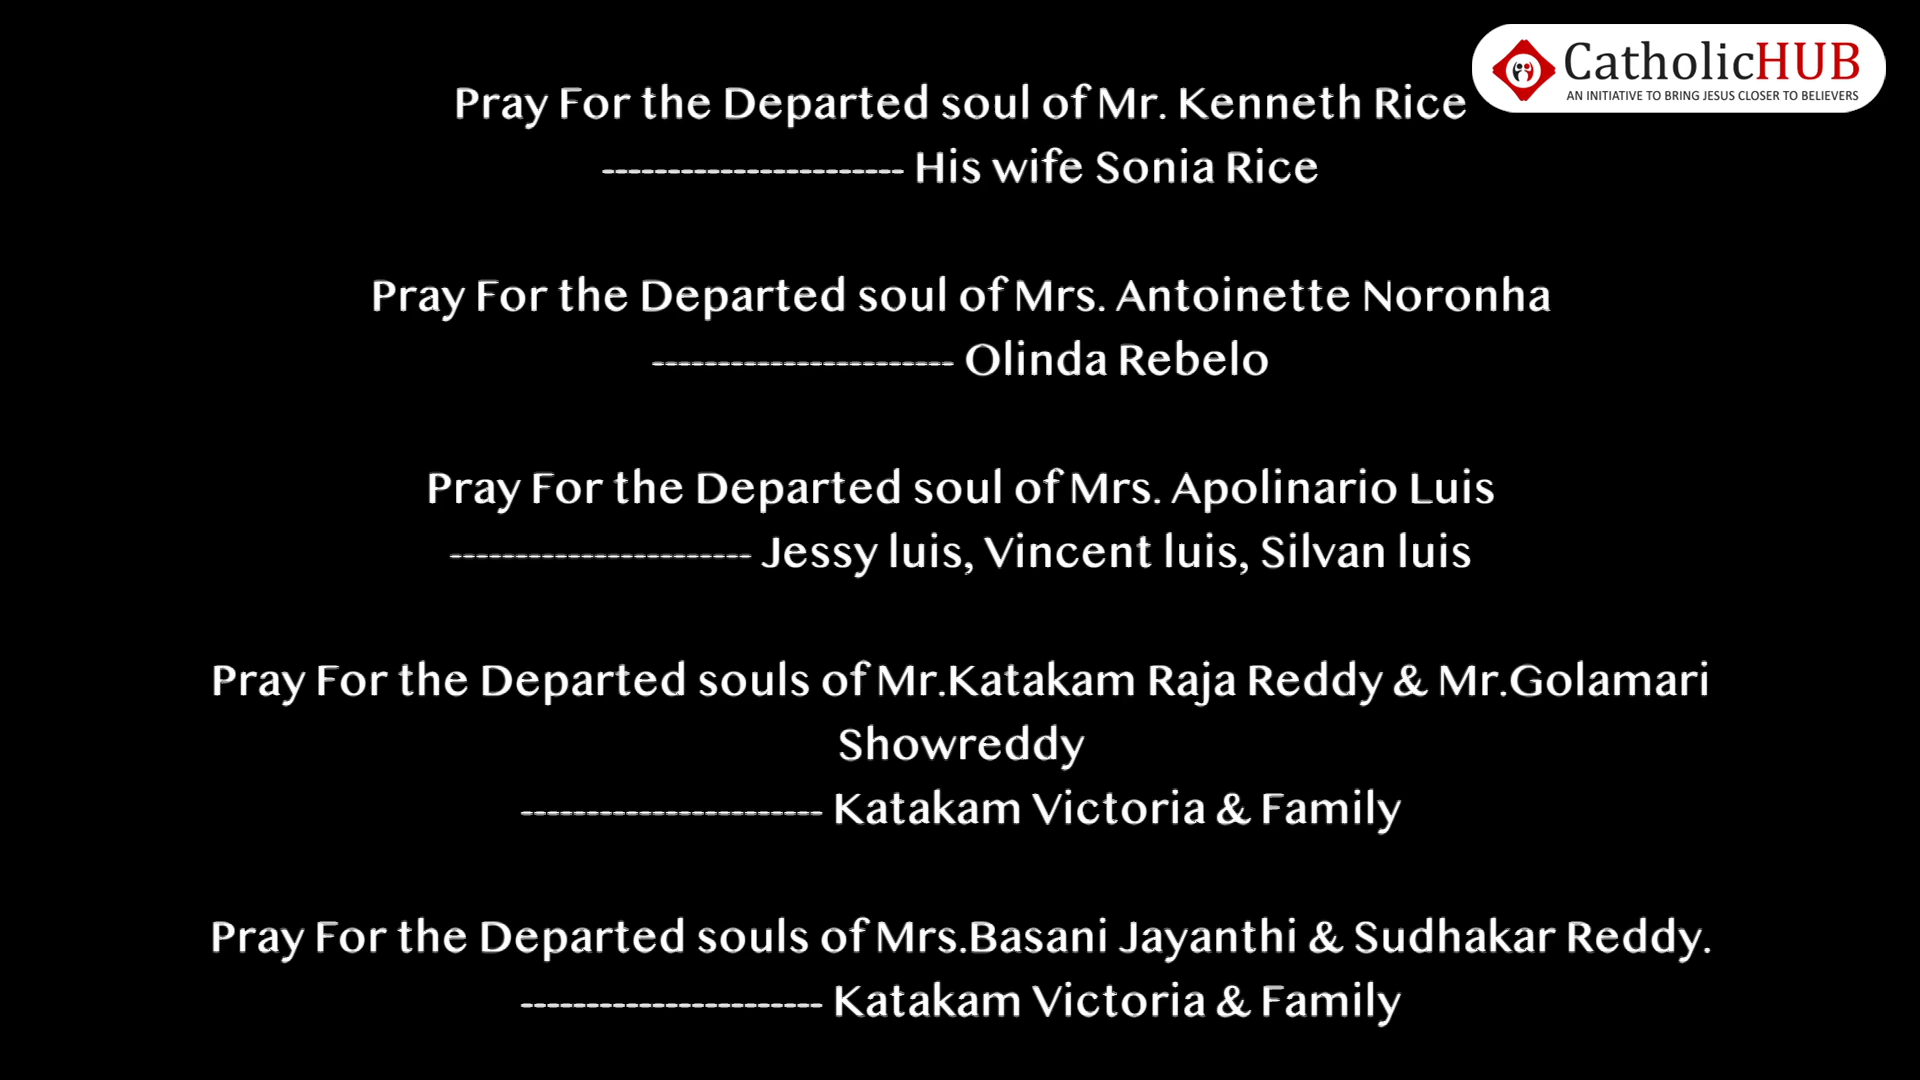 CatholicHUB
AN INITIATIVE TO BRING JESUS CLOSER TO BELIEVERS
Pray For the Departed soul of Mr. Kenneth Rice
----------------------- His wife Sonia Rice
Pray For the Departed soul of Mrs. Antoinette Noronha
----------------------- Olinda Rebelo
Pray For the Departed soul of Mrs. Apolinario Luis
----------------------- Jessy luis, Vincent luis, Silvan luis
Pray For the Departed souls of Mr.Katakam Raja Reddy & Mr.Golamari
Showreddy
----------------------- Katakam Victoria & Family
Pray For the Departed souls of Mrs.Basani Jayanthi & Sudhakar Reddy.
----------------------- Katakam Victoria & Family